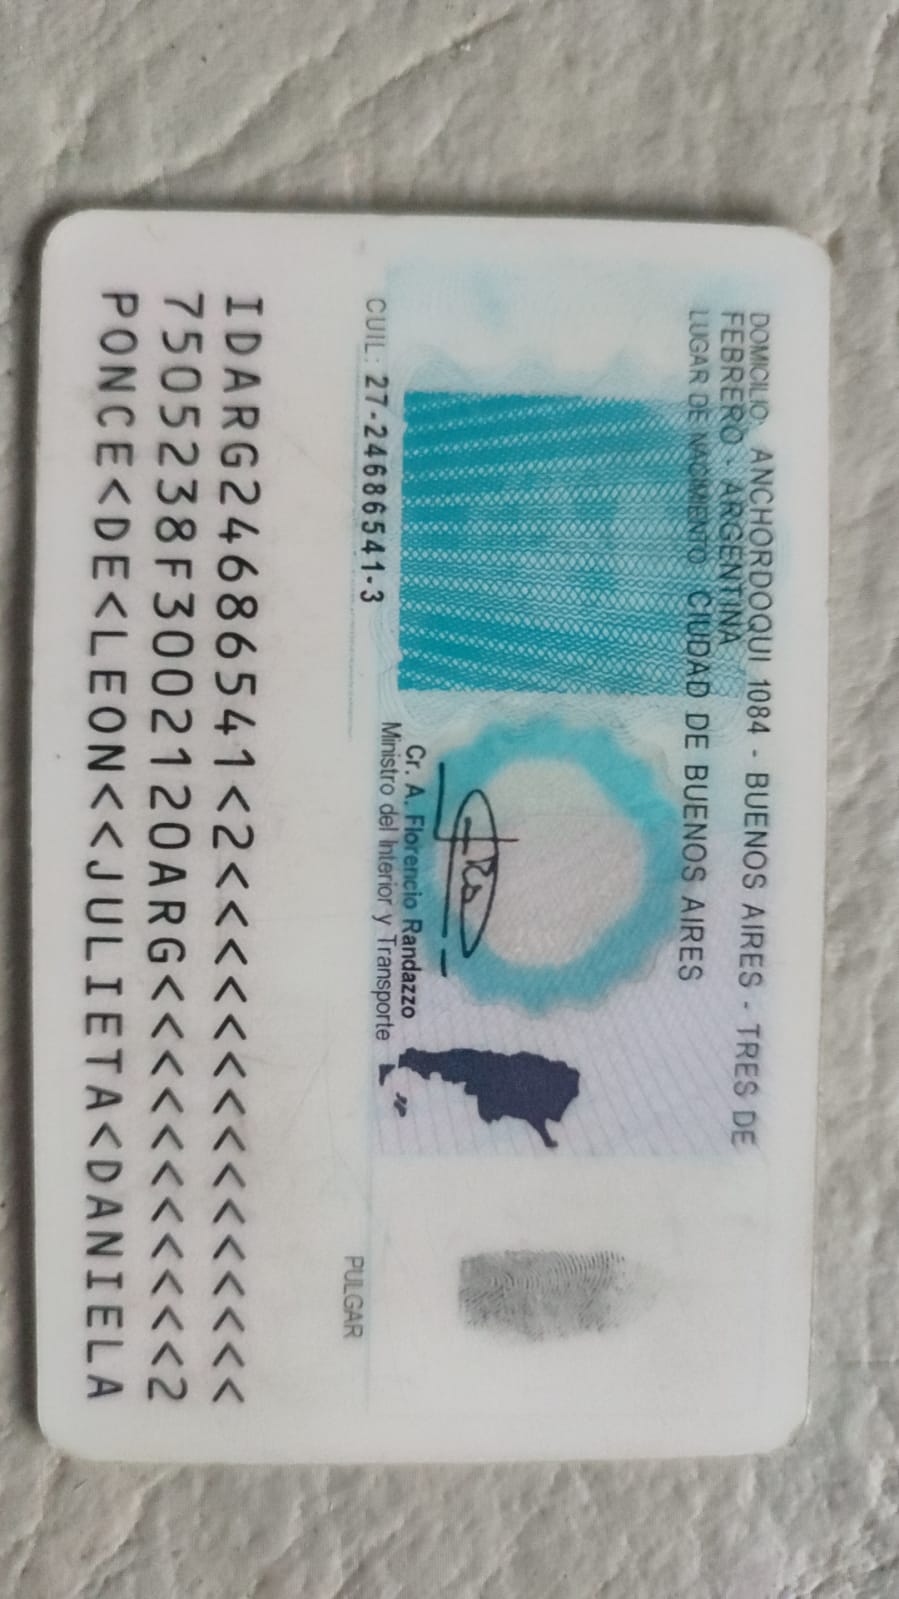 DOMICILIO: ANCHORDOQUI 1084 - BUENOS AIRES - TRES DE
FEBRERO - ARGENTINA
LUGAR DE NACIMIENTO: CIUDAD DE BUENOS AIRES
Cr. A. Florencio Randazzo
Ministro del Interior y Transporte
CUIL: 27-24686541-3
PULGAR
IDARG24686541<2<<<<<<<<<<<<<<<
7505238F3002120ARG<<<<<<<<<<<2
PONCE<DE<LEON<<JULIETA<DANIELA